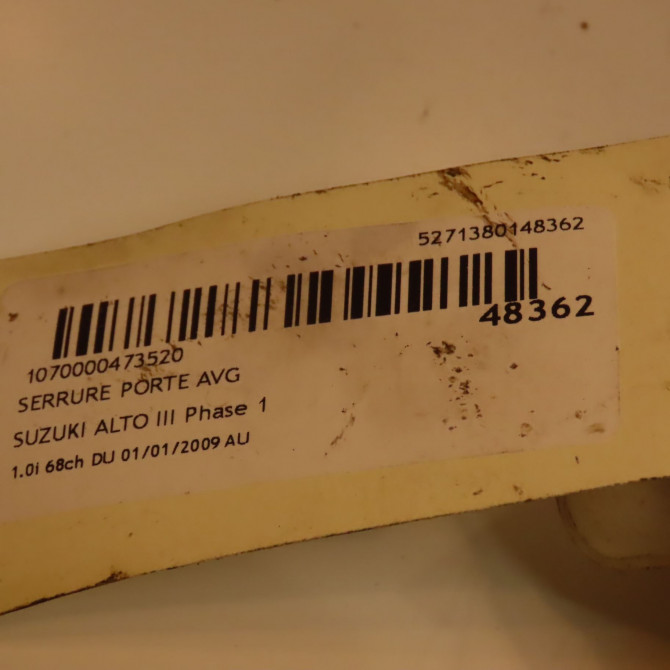 5271380148362
48362
1070000473520
SERRURE PORTE AVG
SUZUKI ALTO III Phase 1
1.0i 68ch DU 01/01/2009 AU